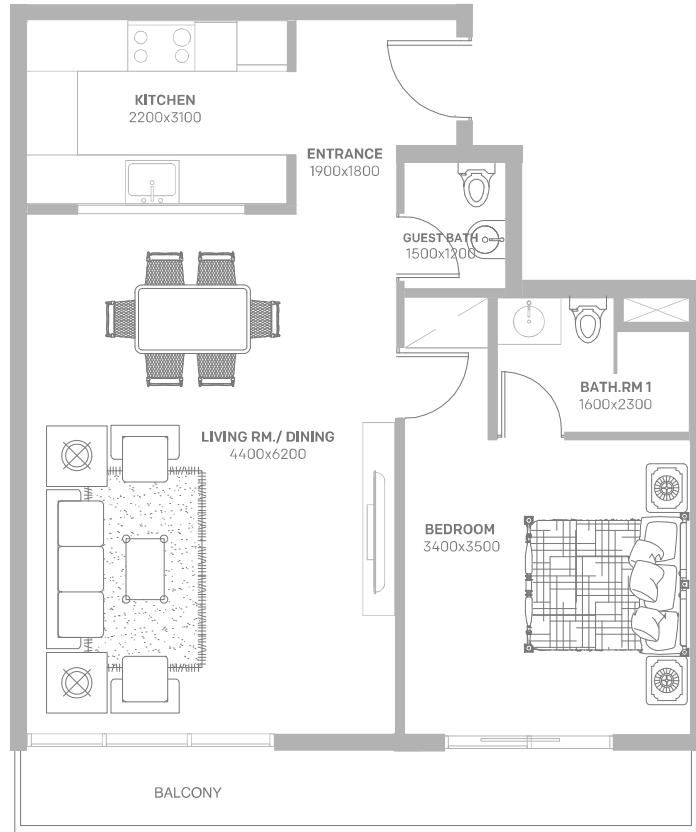 KITCHEN
2200x3100
ENTRANCE
1900x1800
GUEST BATH
1500x1200
BATH.RM 1
1600x2300
LIVING RM./ DINING
4400x6200
BEDROOM
3400x3500
BALCONY